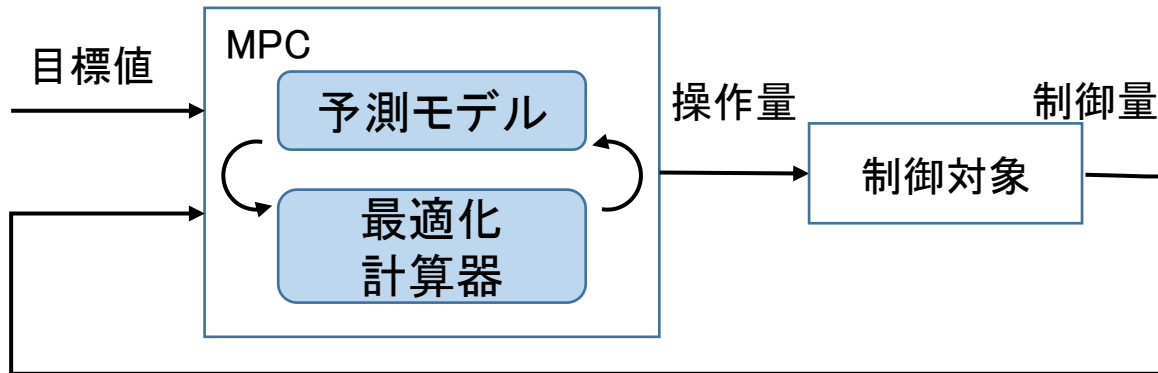 目標値
MPC
予測モデル
最適化
計算器
操作量
制御対象
制御量